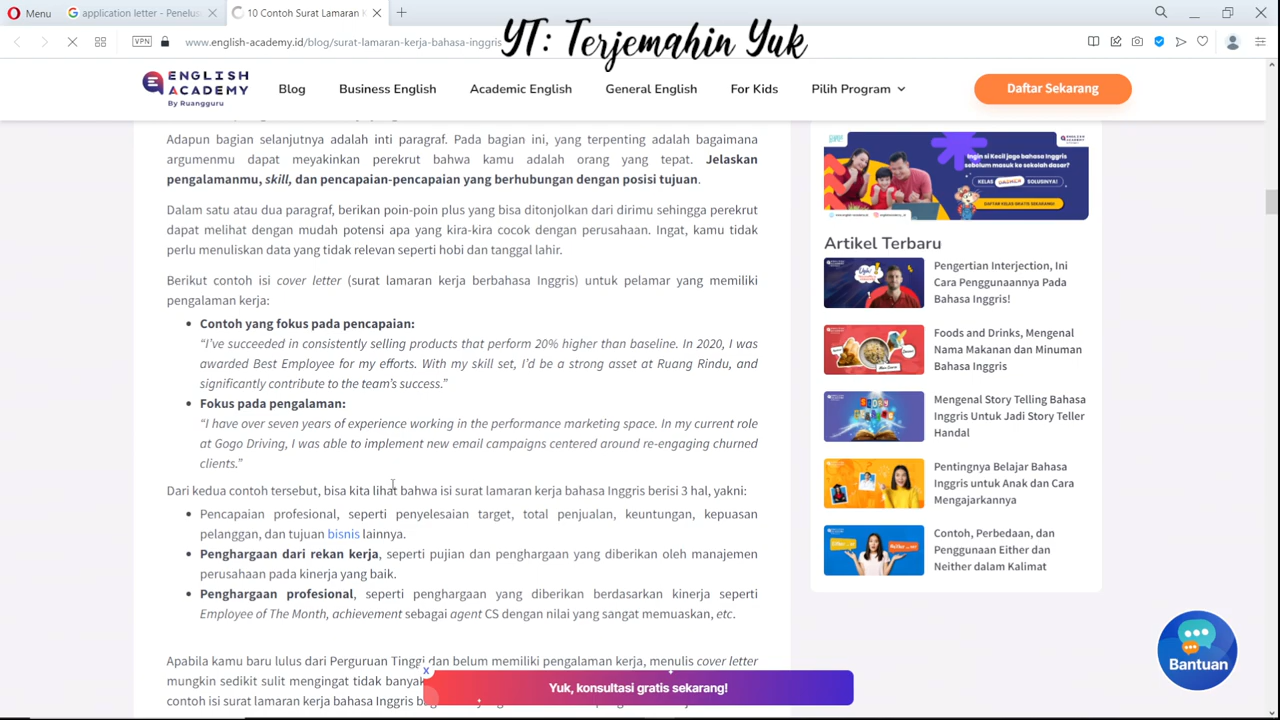 Menu
application letter - Penelus
10 Contoh Surat Lamaran
YT: Terjemahin Yuk
VPN
www.english-academy.id/blog/surat-lamaran-kerja-bahasa-inggris
ENGLISH
ACADEMY
By Ruangguru
Blog
Business English
Academic English
General English
For Kids
Pilih Program
Daftar Sekarang
Adapun bagian selanjutnya adalah inti paragraf. Pada bagian ini, yang terpenting adalah bagaimana
argumenmu dapat meyakinkan perekrut bahwa kamu adalah orang yang tepat. Jelaskan
pengalamanmu, skill, dan pencapaian-pencapaian yang berhubungan dengan posisi tujuan.
Dalam satu atau dua paragraf berikan poin-poin plus yang bisa ditonjolkan dari dirimu sehingga perekrut
dapat melihat dengan mudah potensi apa yang kira-kira cocok dengan perusahaan. Ingat, kamu tidak
perlu menuliskan data yang tidak relevan seperti hobi dan tanggal lahir.
Berikut contoh isi cover letter (surat lamaran kerja berbahasa Inggris) untuk pelamar yang memiliki
pengalaman kerja:
• Contoh yang fokus pada pencapaian:
“I’ve succeeded in consistently selling products that perform 20% higher than baseline. In 2020, I was
awarded Best Employee for my efforts. With my skill set, I’d be a strong asset at Ruang Rindu, and
significantly contribute to the team’s success.”
• Fokus pada pengalaman:
“I have over seven years of experience working in the performance marketing space. In my current role
at Gogo Driving, I was able to implement new email campaigns centered around re-engaging churned
clients.”
Dari kedua contoh tersebut, bisa kita lihat bahwa isi surat lamaran kerja bahasa Inggris berisi 3 hal, yakni:
• Pencapaian profesional, seperti penyelesaian target, total penjualan, keuntungan, kepuasan
pelanggan, dan tujuan bisnis lainnya.
• Penghargaan dari rekan kerja, seperti pujian dan penghargaan yang diberikan oleh manajemen
perusahaan pada kinerja yang baik.
• Penghargaan profesional, seperti penghargaan yang diberikan berdasarkan kinerja seperti
Employee of The Month, achievement sebagai agent CS dengan nilai yang sangat memuaskan, etc.
Apabila kamu baru lulus dari Perguruan Tinggi dan belum memiliki pengalaman kerja, menulis cover letter
mungkin sedikit sulit mengingat tidak banyak
contoh isi surat lamaran kerja bahasa Inggris
x
Yuk, konsultasi gratis sekarang!
Ingin si Kecil jago bahasa Inggris
sebelum masuk ke sekolah dasar?
KELAS
SOLUSINYA!
Artikel Terbaru
Pengertian Interjection, Ini
Cara Penggunaannya Pada
Bahasa Inggris!
Foods and Drinks, Mengenal
Nama Makanan dan Minuman
Bahasa Inggris
Mengenal Story Telling Bahasa
Inggris Untuk Jadi Story Teller
Handal
Pentingnya Belajar Bahasa
Inggris untuk Anak dan Cara
Mengajarkannya
Contoh, Perbedaan, dan
Penggunaan Either dan
Neither dalam Kalimat
Bantuan